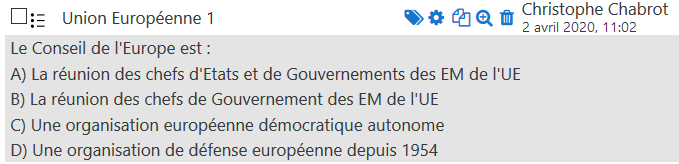 Union Européenne 1
Christophe Chabrot
2 avril 2020, 11:02
Le Conseil de l'Europe est :
A) La réunion des chefs d'Etats et de Gouvernements des EM de l'UE
B) La réunion des chefs de Gouvernement des EM de l'UE
C) Une organisation européenne démocratique autonome
D) Une organisation de défense européenne depuis 1954